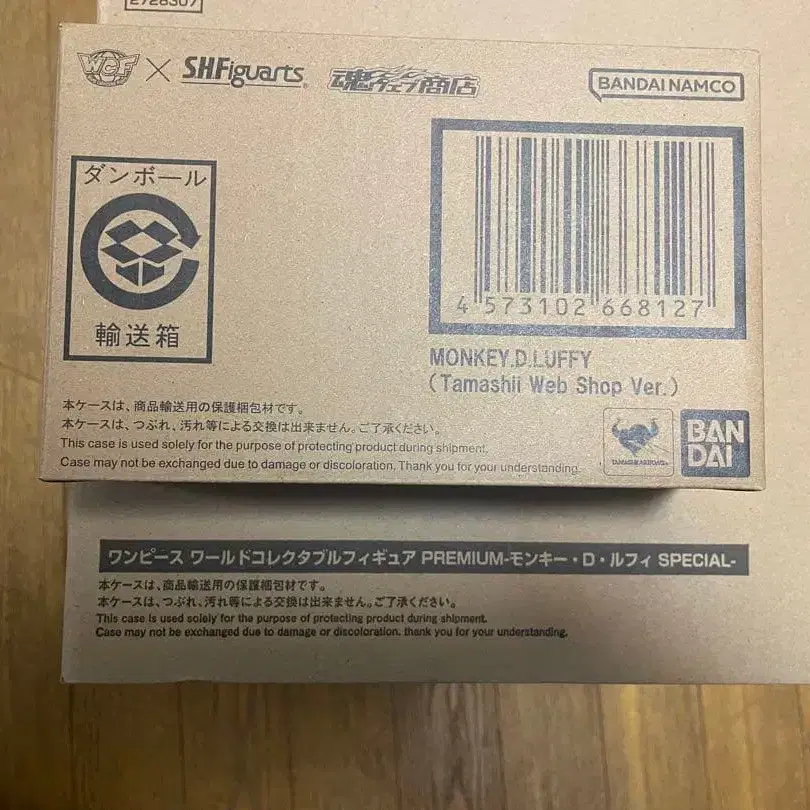 2728307
WCF × S.H.Figuarts 魂ウェブ商店 BANDAI NAMCO
ダンボール
輸送箱
4 573102 668127
MONKEY.D.LUFFY
(Tamashii Web Shop Ver.)
本ケースは、商品輸送用の保護梱包材です。
本ケースは、つぶれ、汚れ等による交換は出来ません。ご了承ください。
This case is used solely for the purpose of protecting product during shipment.
Case may not be exchanged due to damage or discoloration. Thank you for your understanding.
TAMASHII NATIONS
BAN
DAI
ワンピース ワールドコレクタブルフィギュア PREMIUM-モンキー・D・ルフィ SPECIAL-
本ケースは、商品輸送用の保護梱包材です。
本ケースは、つぶれ、汚れ等による交換は出来ません。ご了承ください。
This case is used solely for the purpose of protecting product during shipment.
Case may not be exchanged due to damage or discoloration. thank you for your understanding.